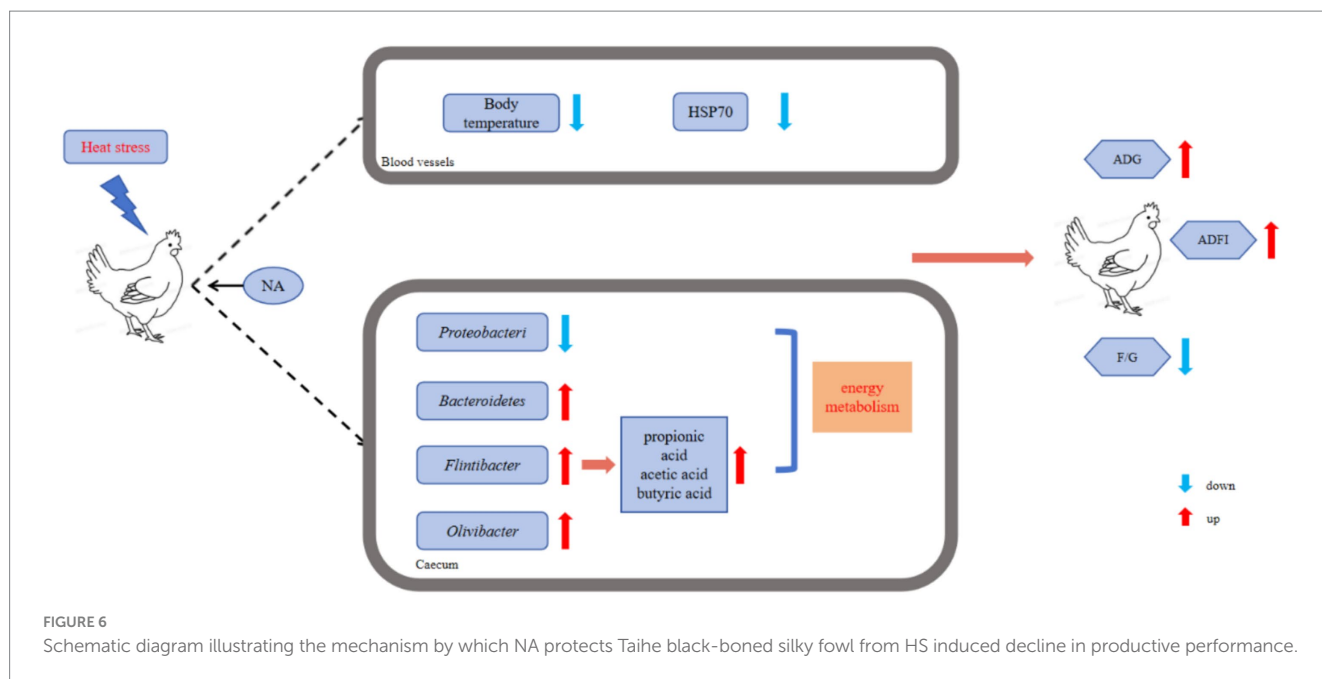 Heat stress
NA
Body
temperature
HSP70
Blood vessels
Proteobacteri
Bacteroidetes
Flintibacter
Olivibacter
Caecum
propionic
acid
acetic acid
butyric acid
energy
metabolism
ADG
ADFI
F/G
down
up
FIGURE 6
Schematic diagram illustrating the mechanism by which NA protects Taihe black-boned silky fowl from HS induced decline in productive performance.